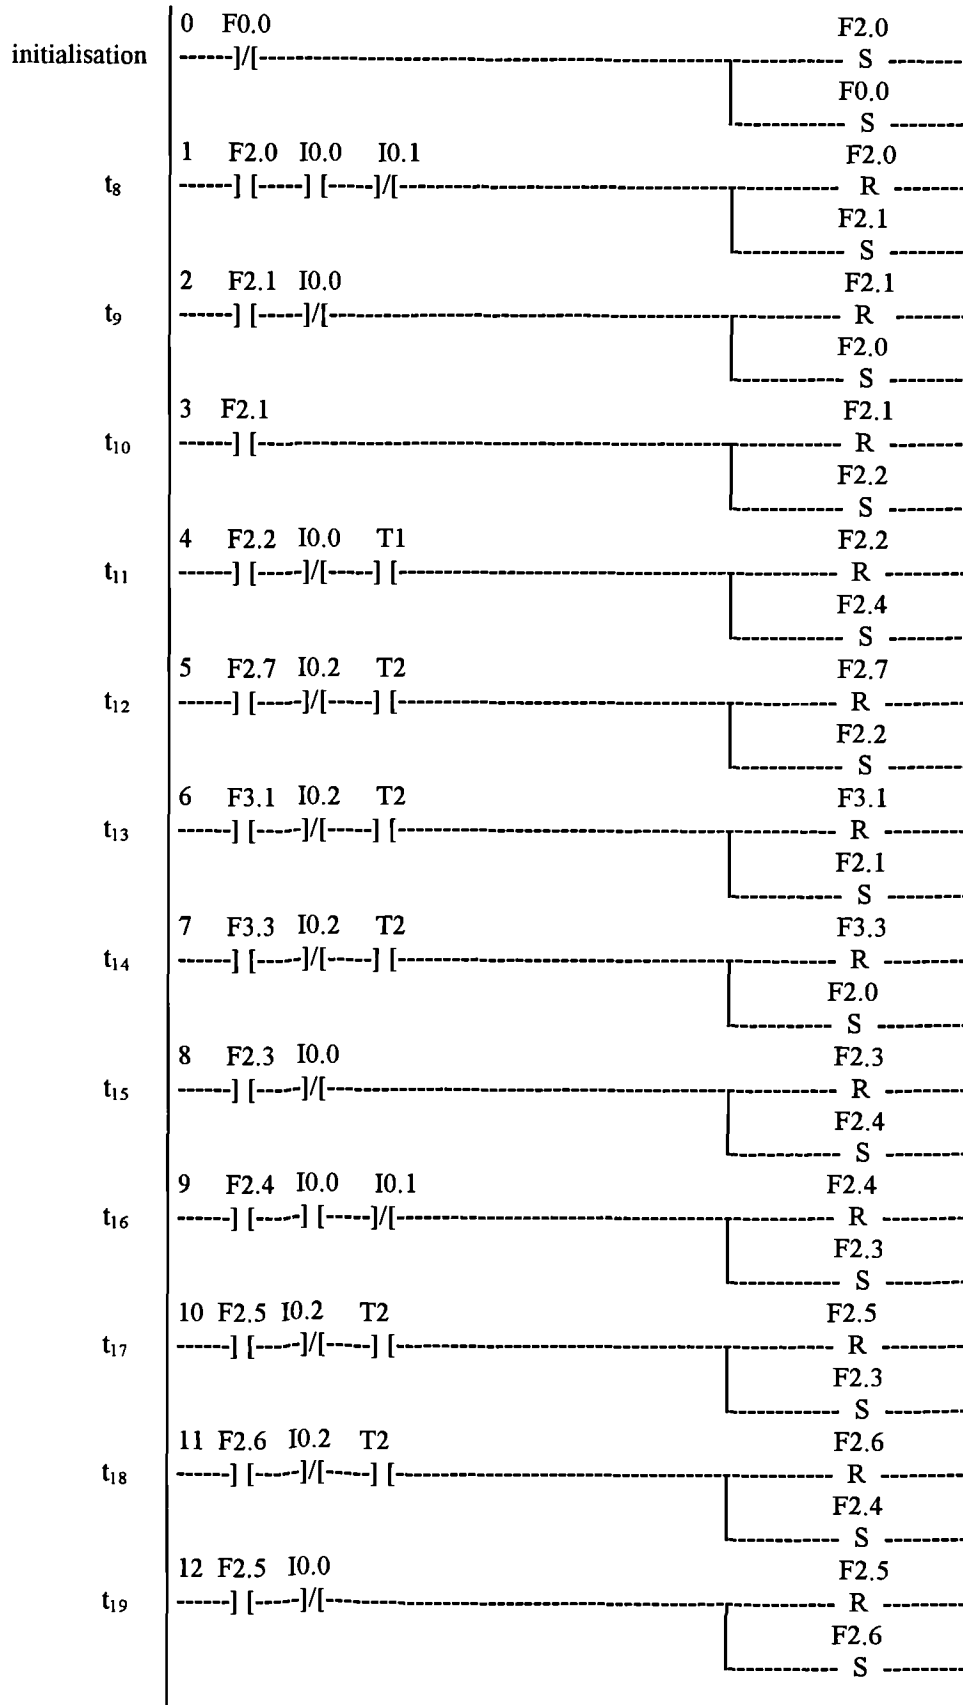 0 F0.0 F2.0
initialisation ------]/[------ S ------
F0.0
------ S ------
1 F2.0 I0.0 I0.1 F2.0
t8 ------] [-----] [-----]/[------ R ------
F2.1
------ S ------
2 F2.1 I0.0 F2.1
t9 ------] [-----]/[------ R ------
F2.0
------ S ------
3 F2.1 F2.1
t10 ------] [------ R ------
F2.2
------ S ------
4 F2.2 I0.0 T1 F2.2
t11 ------] [-----]/[-----] [------ R ------
F2.4
------ S ------
5 F2.7 I0.2 T2 F2.7
t12 ------] [-----]/[-----] [------ R ------
F2.2
------ S ------
6 F3.1 I0.2 T2 F3.1
t13 ------] [-----]/[-----] [------ R ------
F2.1
------ S ------
7 F3.3 I0.2 T2 F3.3
t14 ------] [-----]/[-----] [------ R ------
F2.0
------ S ------
8 F2.3 I0.0 F2.3
t15 ------] [-----]/[------ R ------
F2.4
------ S ------
9 F2.4 I0.0 I0.1 F2.4
t16 ------] [-----] [-----]/[------ R ------
F2.3
------ S ------
10 F2.5 I0.2 T2 F2.5
t17 ------] [-----]/[-----] [------ R ------
F2.3
------ S ------
11 F2.6 I0.2 T2 F2.6
t18 ------] [-----]/[-----] [------ R ------
F2.4
------ S ------
12 F2.5 I0.0 F2.5
t19 ------] [-----]/[------ R ------
F2.6
------ S ------